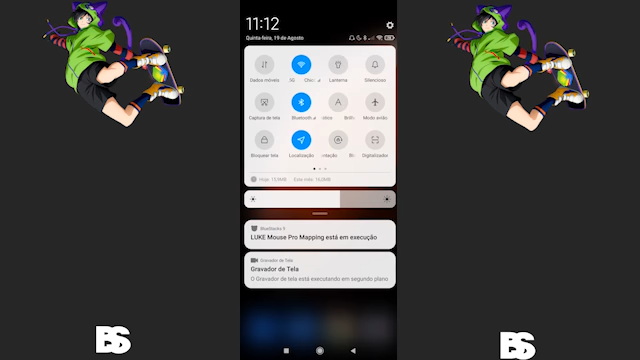 11:12
Quinta-feira, 19 de Agosto
Dados móveis
5G
Lanterna
Silencioso
Captura de tela
Bluetooth
A
Modo avião
Bloquear tela
Localização
Digitalizador
Gravador de Tela
LUKE Mouse Pro Mapping está em execução
Gravador de Tela
O Gravador de tela está executando em segundo plano
BS
BS